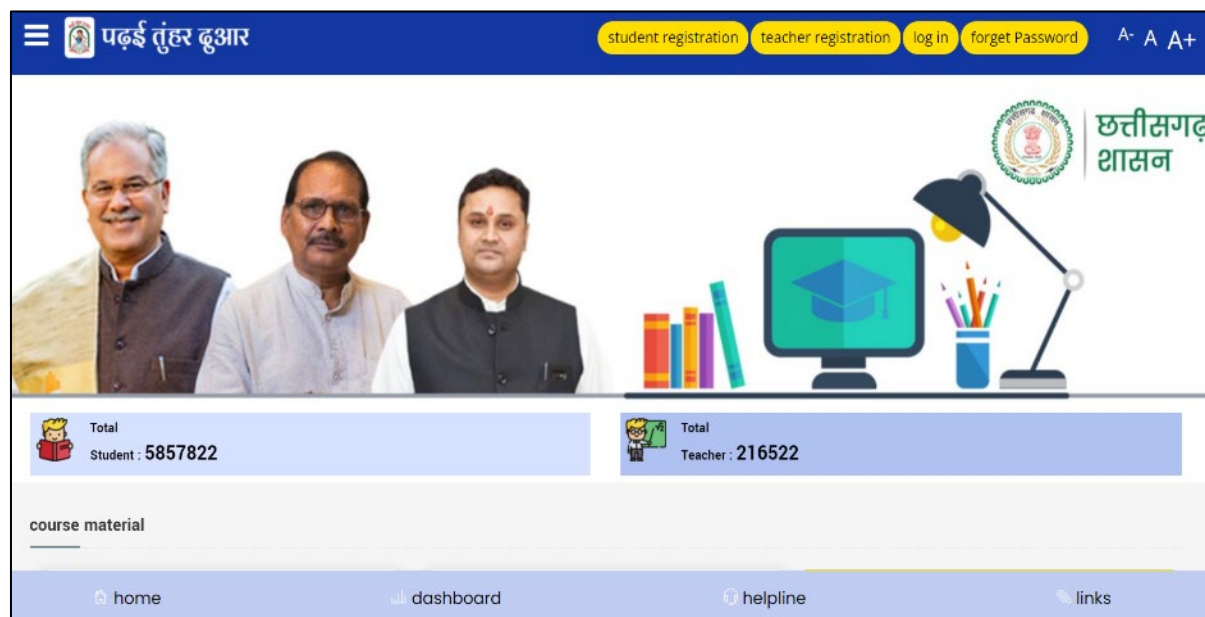 पढ़ई तुंहर दुआर
student registration teacher registration log in forget Password A- A A+
छत्तीसगढ़
शासन
Total
Student : 5857822
Total
Teacher : 216522
course material
home dashboard helpline links